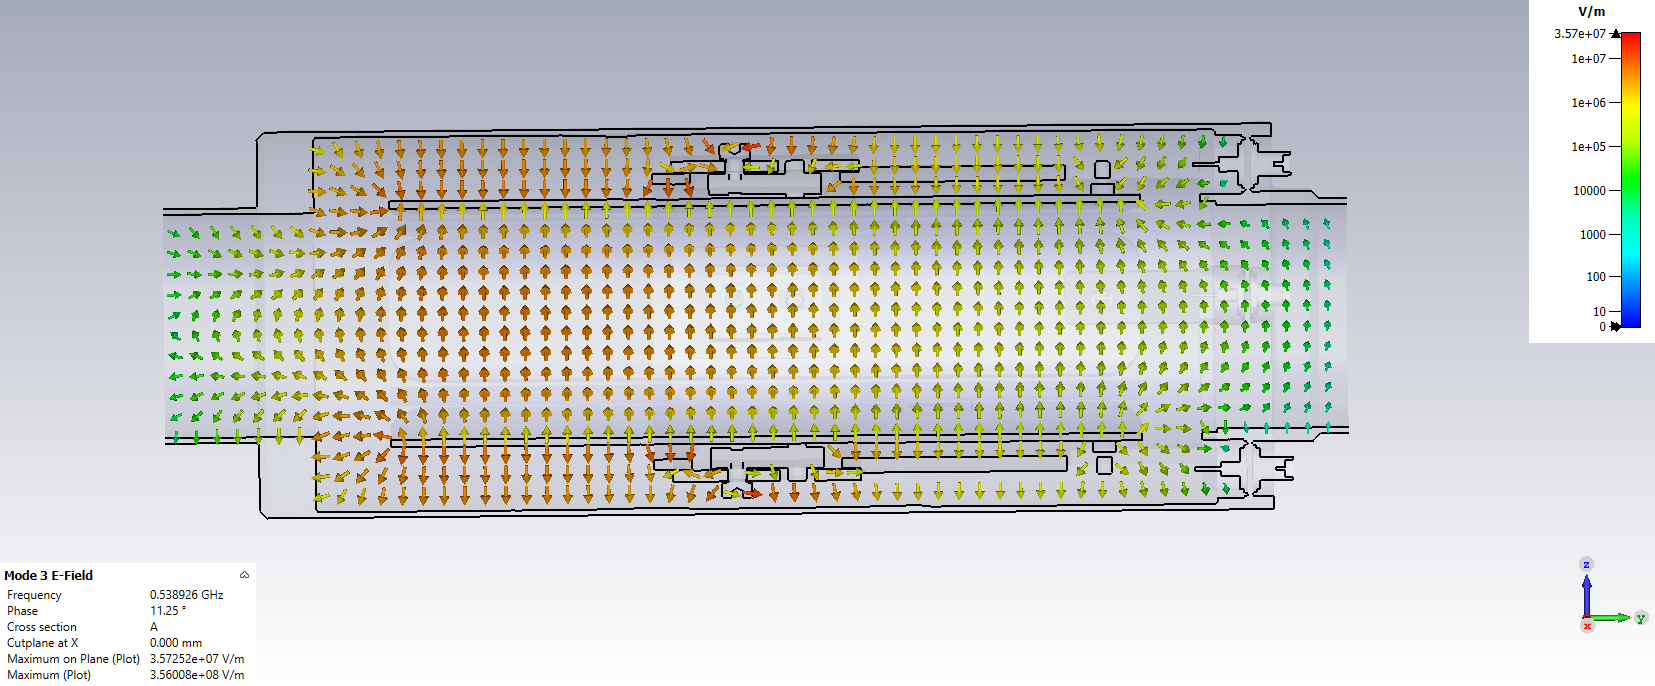 V/m
3.57e+07
1e+07
1e+06
1e+05
10000
1000
100
10
0
Mode 3 E-Field
Frequency 0.538926 GHz
Phase 11.25 °
Cross section A
Cutplane at X 0.000 mm
Maximum on Plane (Plot) 3.57252e+07 V/m
Maximum (Plot) 3.56008e+08 V/m
z
y
x